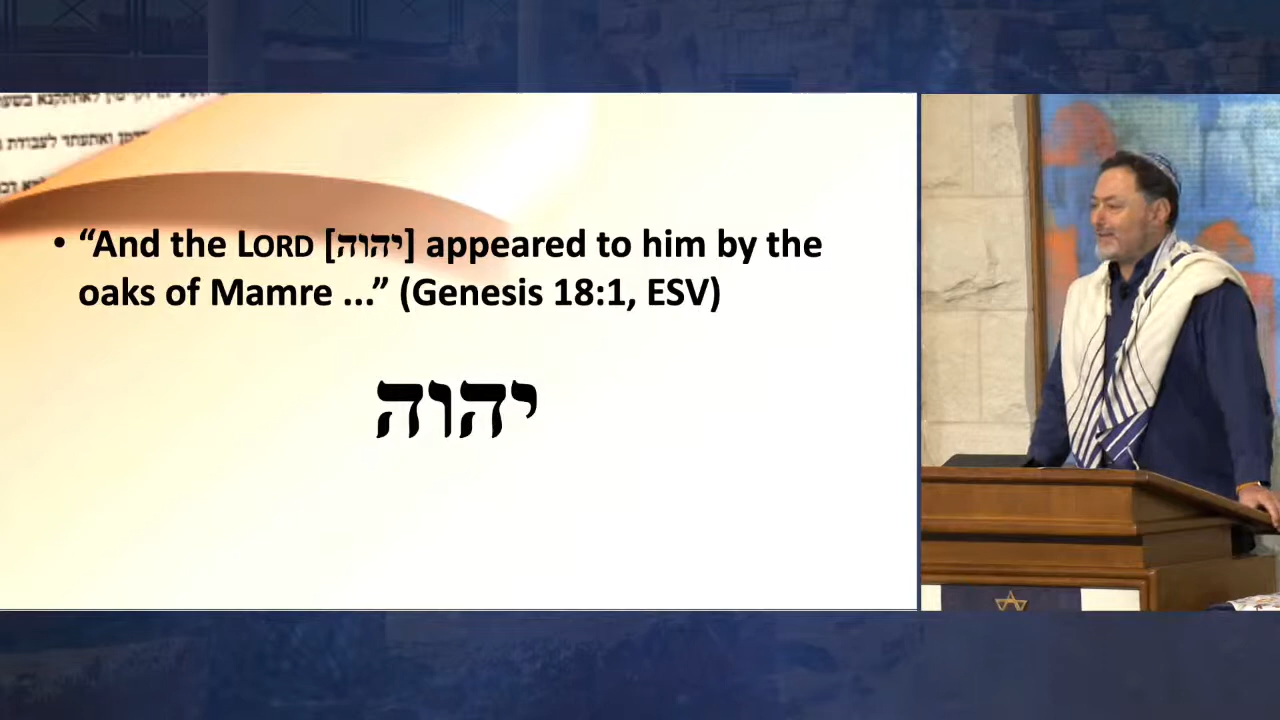 • “And the LORD [יהוה] appeared to him by the
oaks of Mamre ...” (Genesis 18:1, ESV)
יהוה